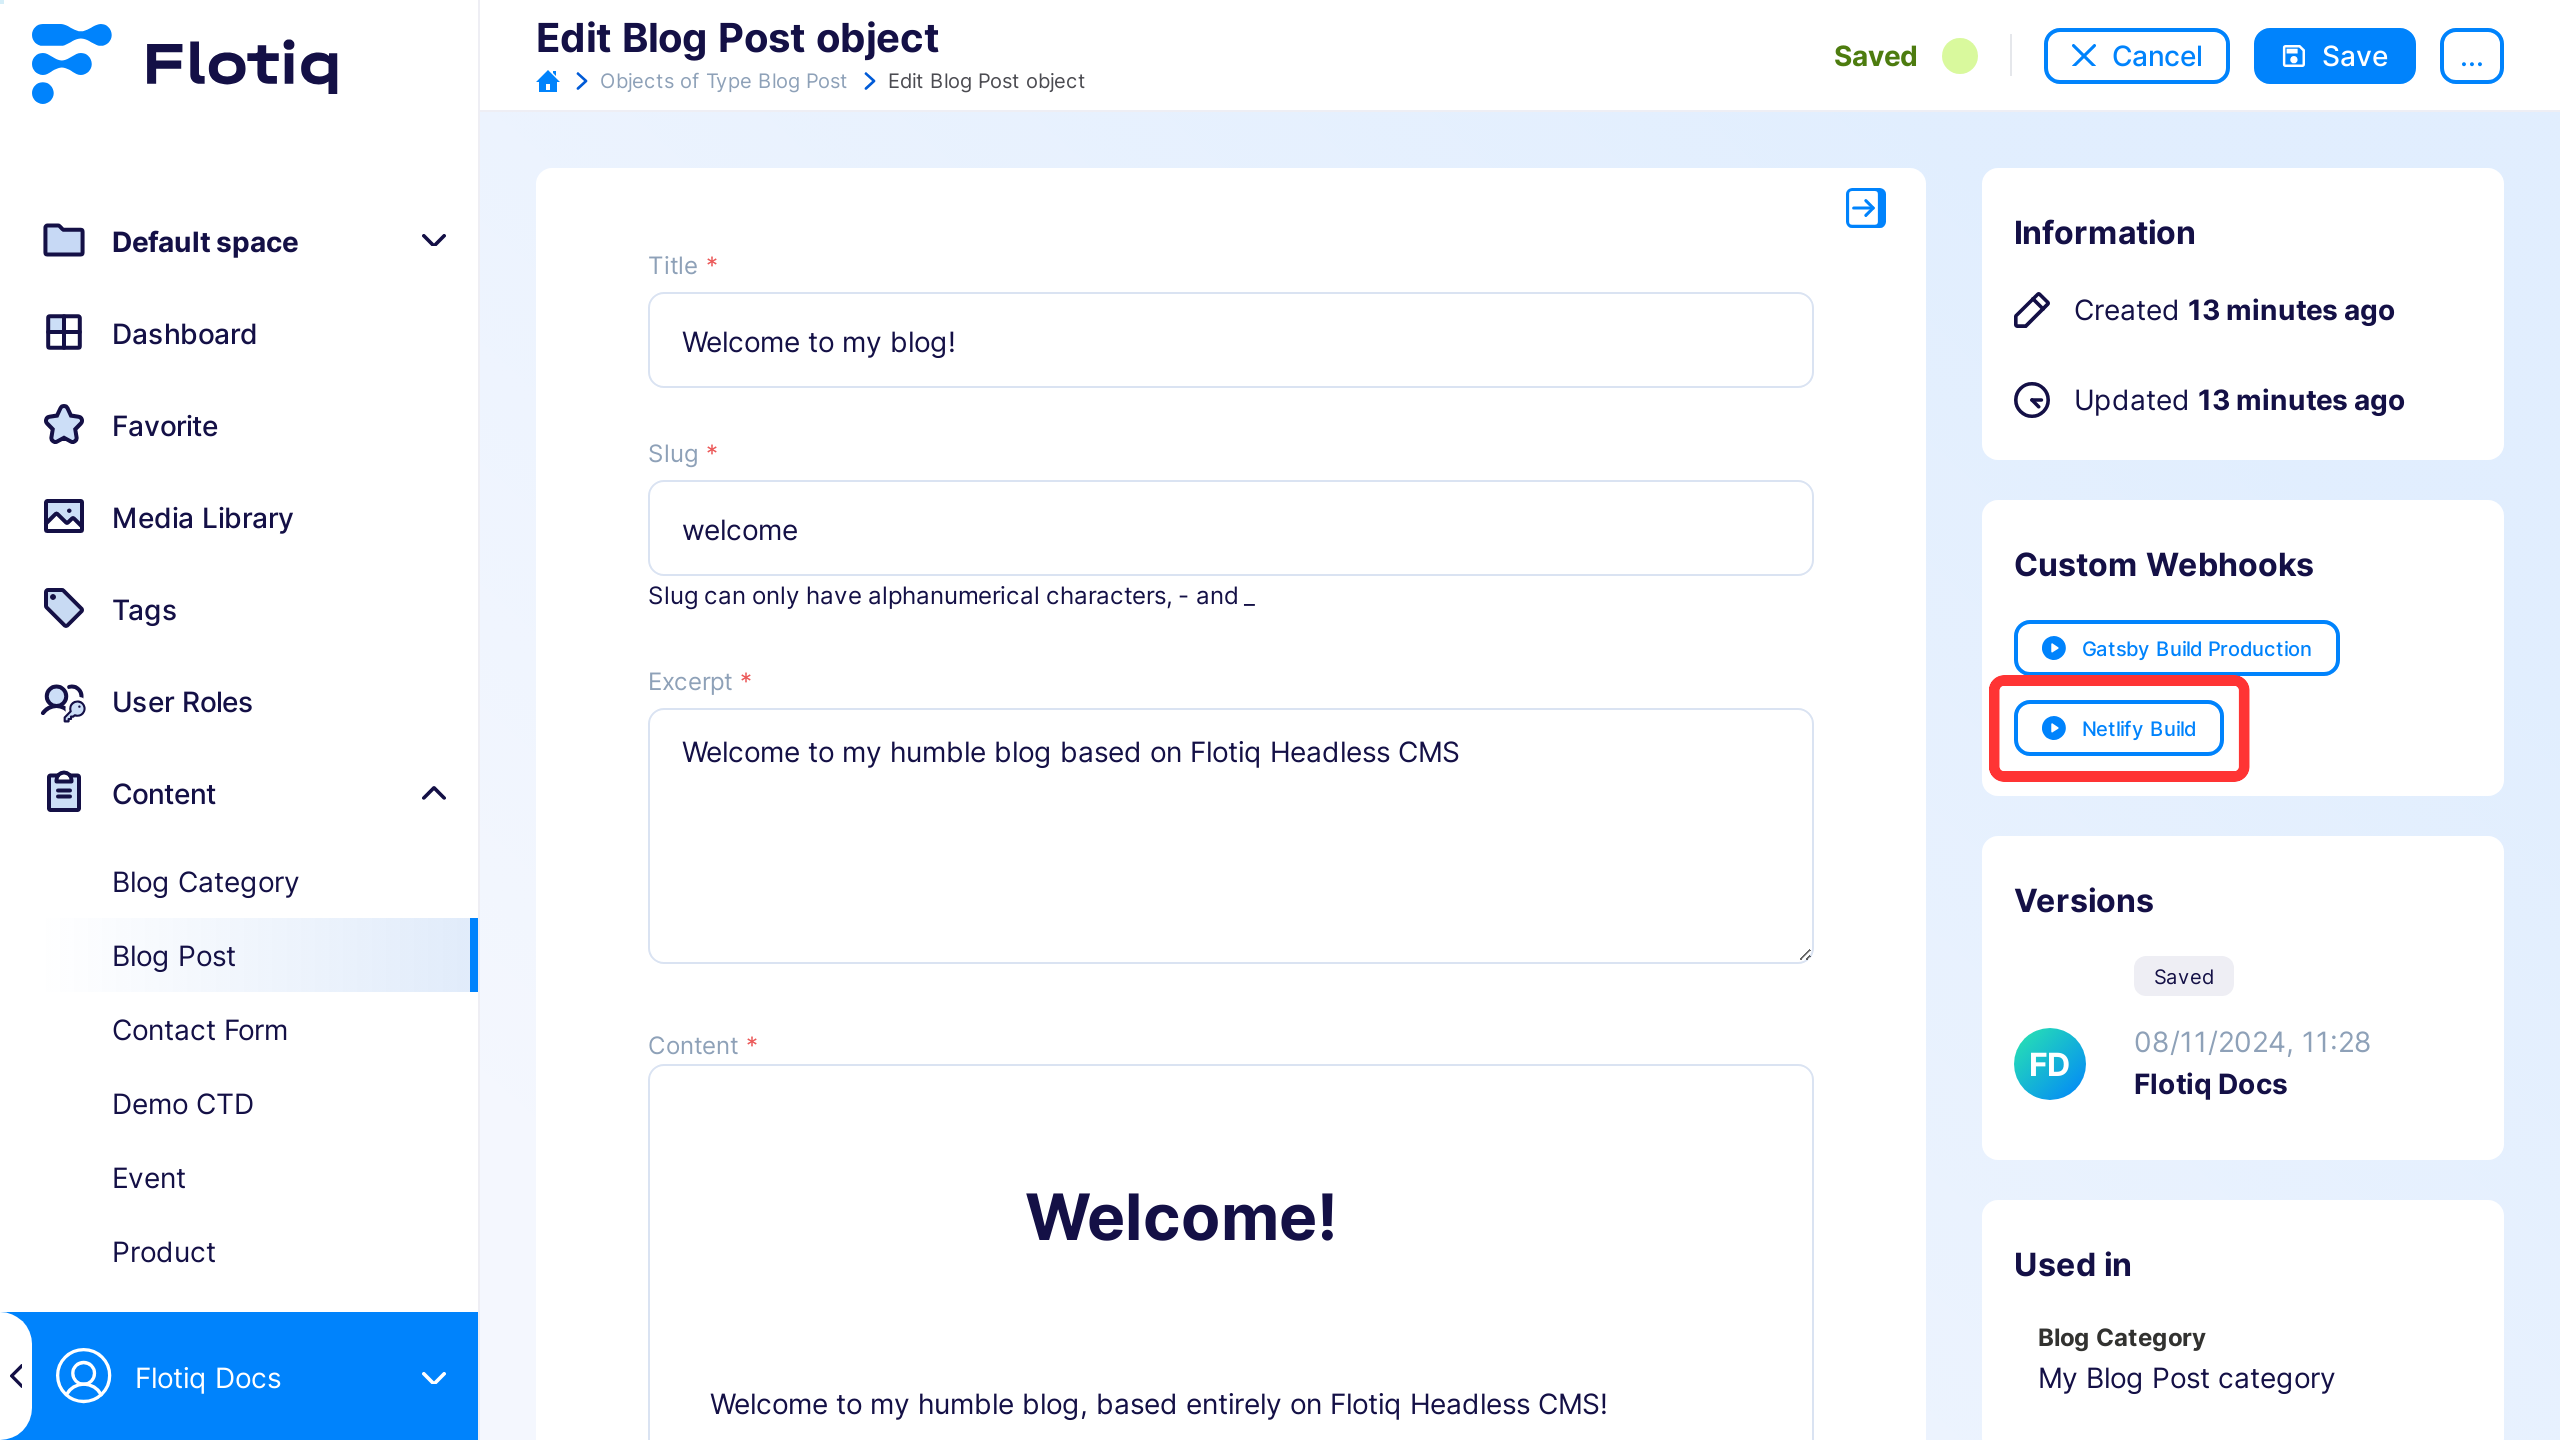 Flotiq
Default space
Dashboard
Favorite
Media Library
Tags
User Roles
Content
Blog Category
Blog Post
Contact Form
Demo CTD
Event
Product
Flotiq Docs
Edit Blog Post object
Objects of Type Blog Post
Edit Blog Post object
Saved
Cancel
Save
...
Title *
Welcome to my blog!
Slug *
welcome
Slug can only have alphanumerical characters, - and _
Excerpt *
Welcome to my humble blog based on Flotiq Headless CMS
Content *
Welcome!
Welcome to my humble blog, based entirely on Flotiq Headless CMS!
Information
Created 13 minutes ago
Updated 13 minutes ago
Custom Webhooks
Gatsby Build Production
Netlify Build
Versions
Saved
FD
08/11/2024, 11:28
Flotiq Docs
Used in
Blog Category
My Blog Post category